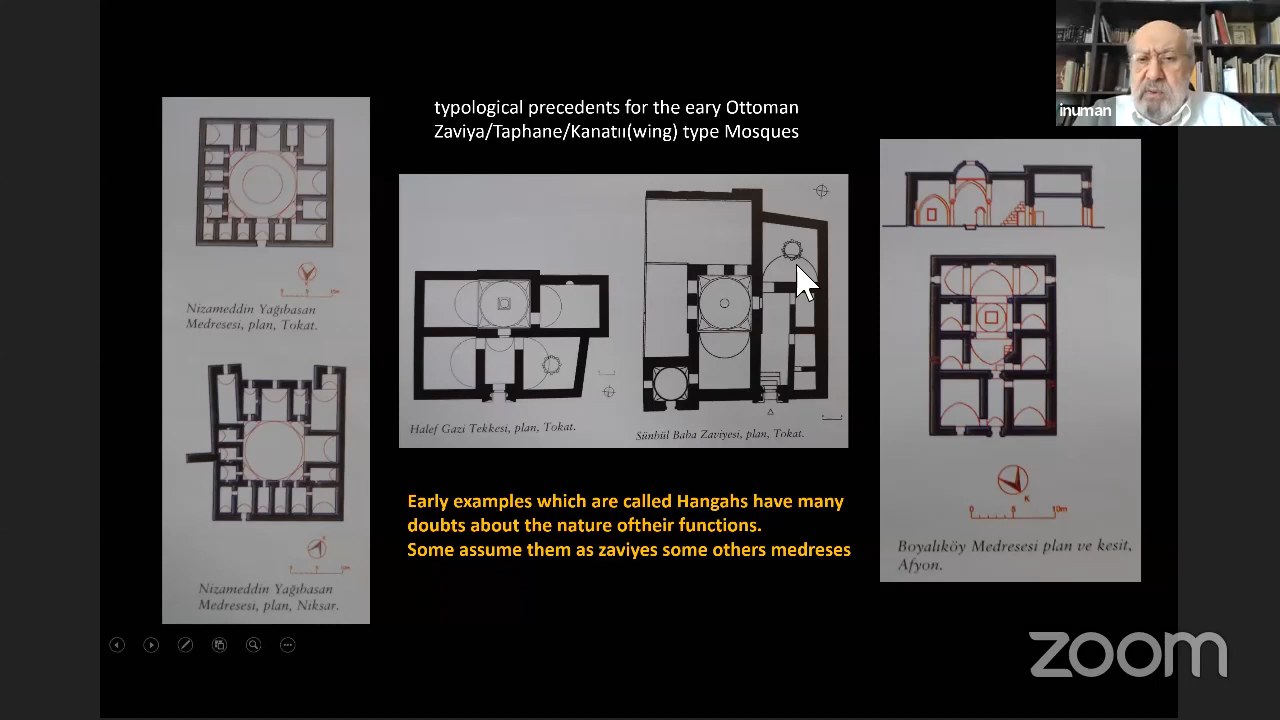 inuman
typological precedents for the eary Ottoman
Zaviya/Taphane/Kanatıı(wing) type Mosques
Nizameddin Yağıbasan
Medresesi, plan, Tokat.
Nizameddin Yağıbasan
Medresesi, plan, Niksar.
Halef Gazi Tekkesi, plan, Tokat.
Sünbül Baba Zaviyesi, plan, Tokat.
Early examples which are called Hangahs have many
doubts about the nature oftheir functions.
Some assume them as zaviyes some others medreses
K
0 5 10m
Boyalıköy Medresesi plan ve kesit,
Afyon.
zoom